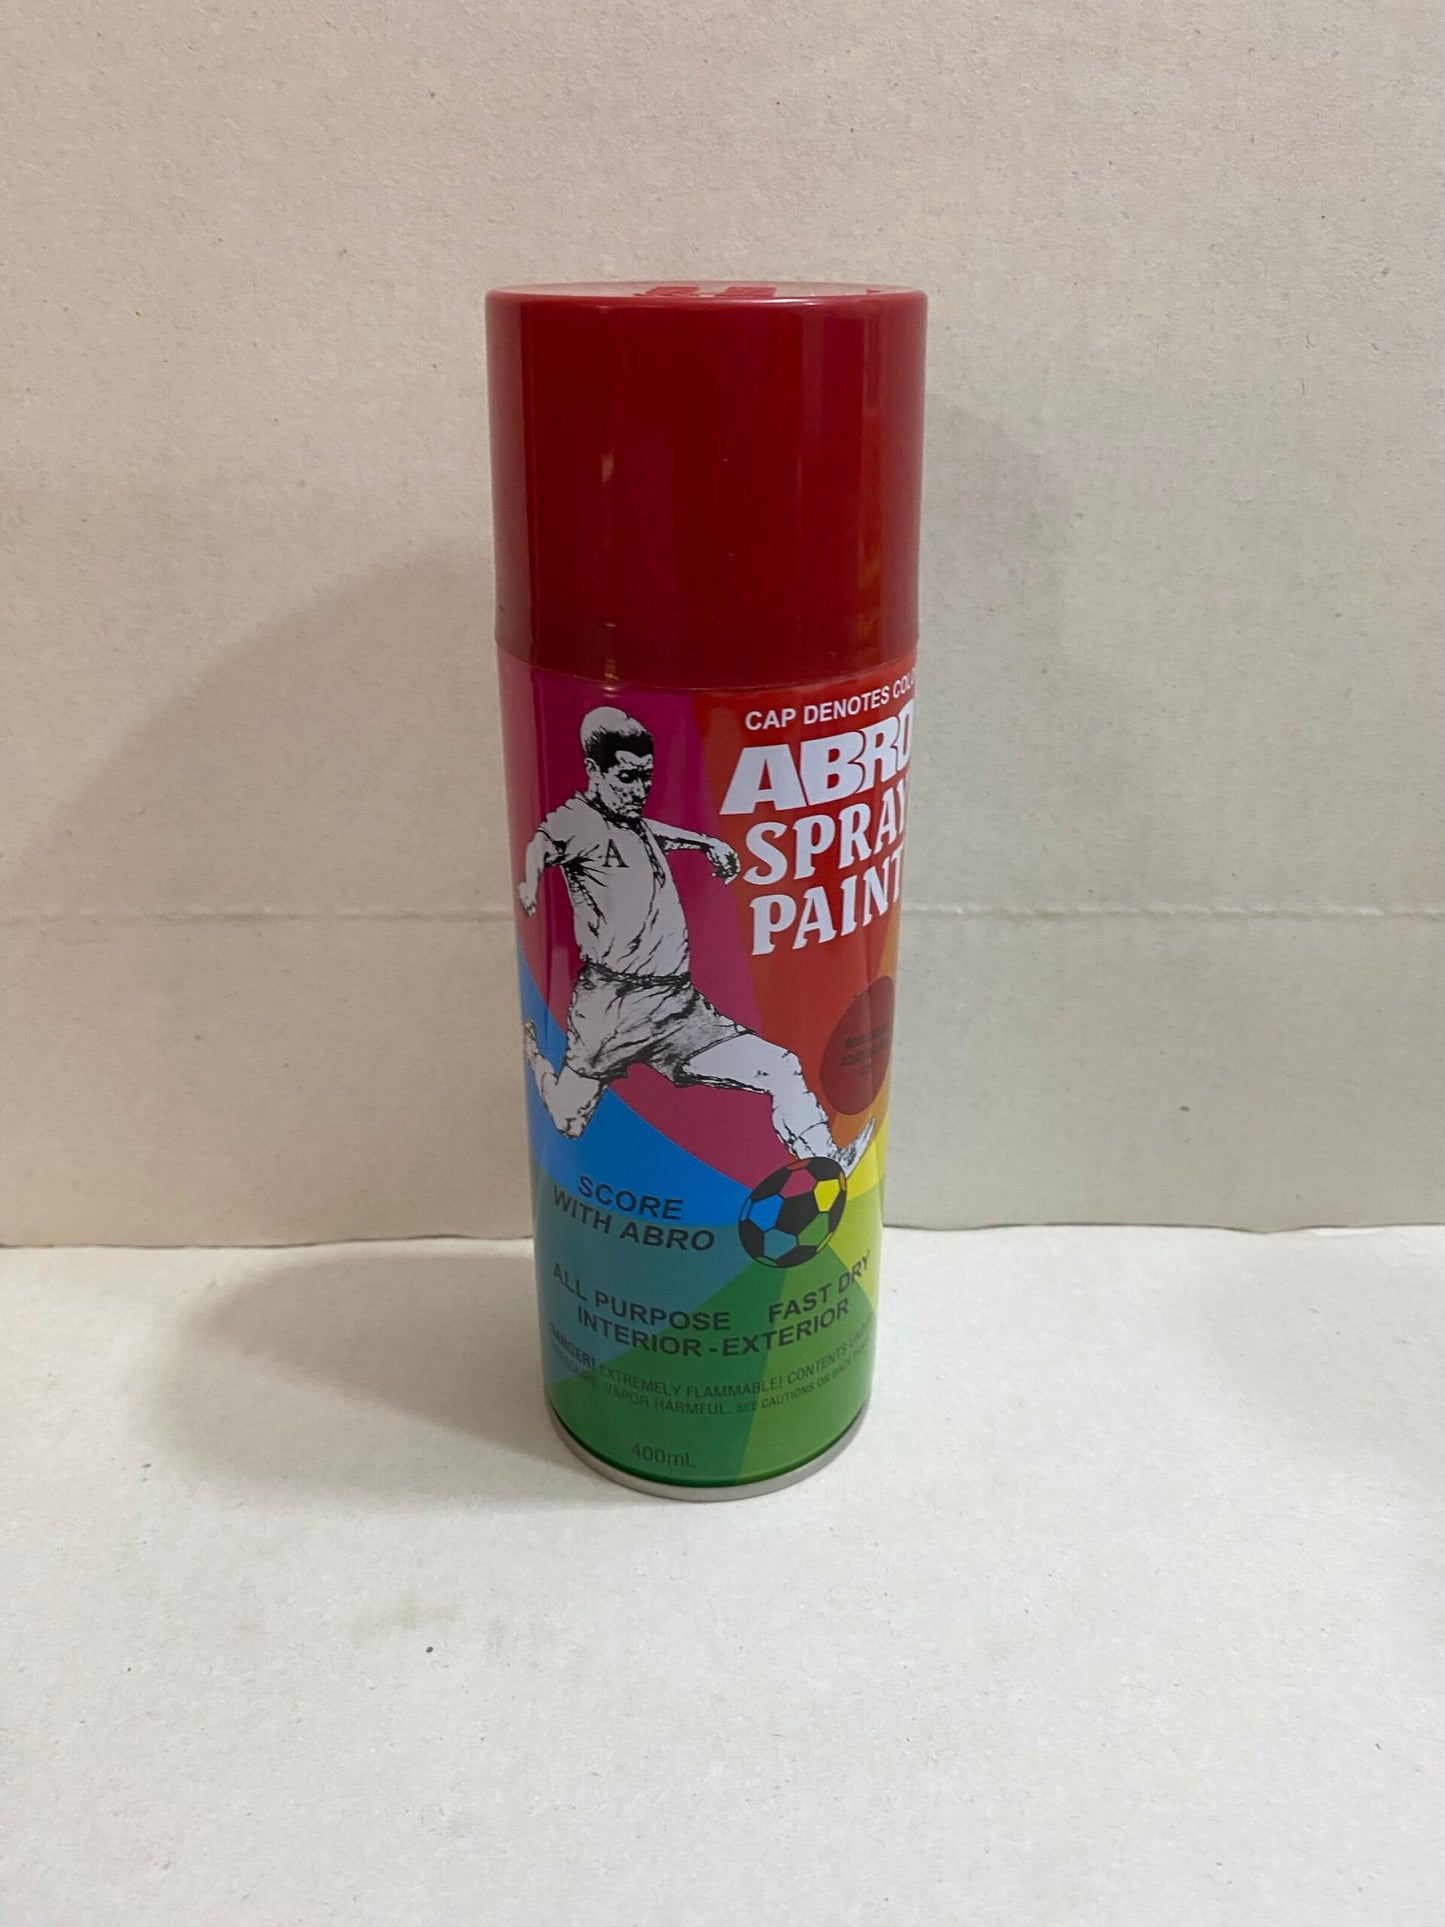 CAP DENOTES COLO
ABRO
SPRAY
PAINT
A
SCORE
WITH ABRO
ALL PURPOSE FAST DRY
INTERIOR - EXTERIOR
DANGER! EXTREMELY FLAMMABLE! CONTENTS
VAPOR HARMFUL. SEE CAUTIONS ON BACK
400mL